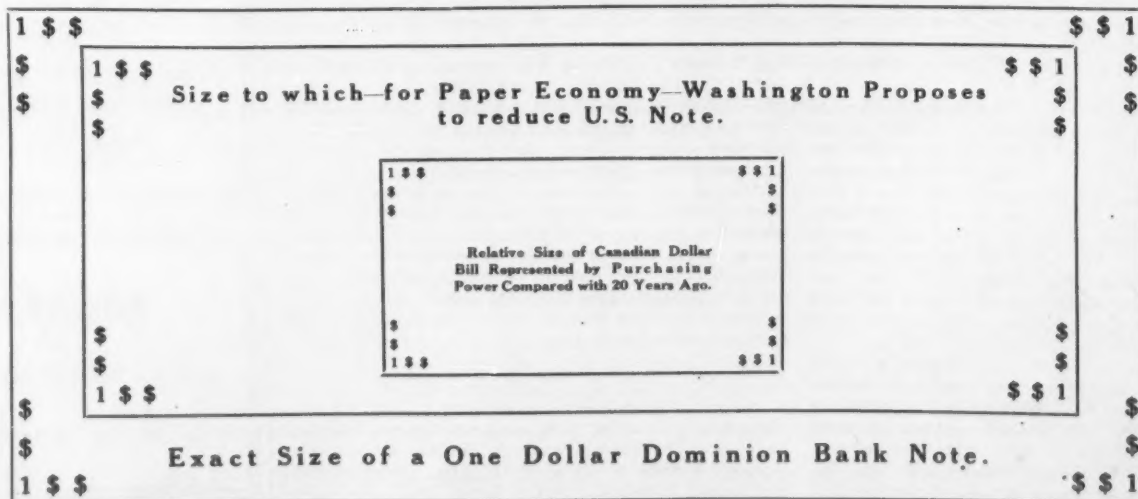 1 $ $ $ $ 1
$ 1 $ $ $ $ 1 $
$ $ Size to which—for Paper Economy—Washington Proposes $ $
$ to reduce U.S. Note. $
1 $ $ $ $ 1
$ $
$ $
Relative Size of Canadian Dollar
Bill Represented by Purchasing
Power Compared with 20 Years Ago.
$ $
$ $
1 $ $ $ $ 1
$ $
$ $
1 $ $ $ $ 1
$ $
$ $
Exact Size of a One Dollar Dominion Bank Note.
1 $ $ $ $ 1